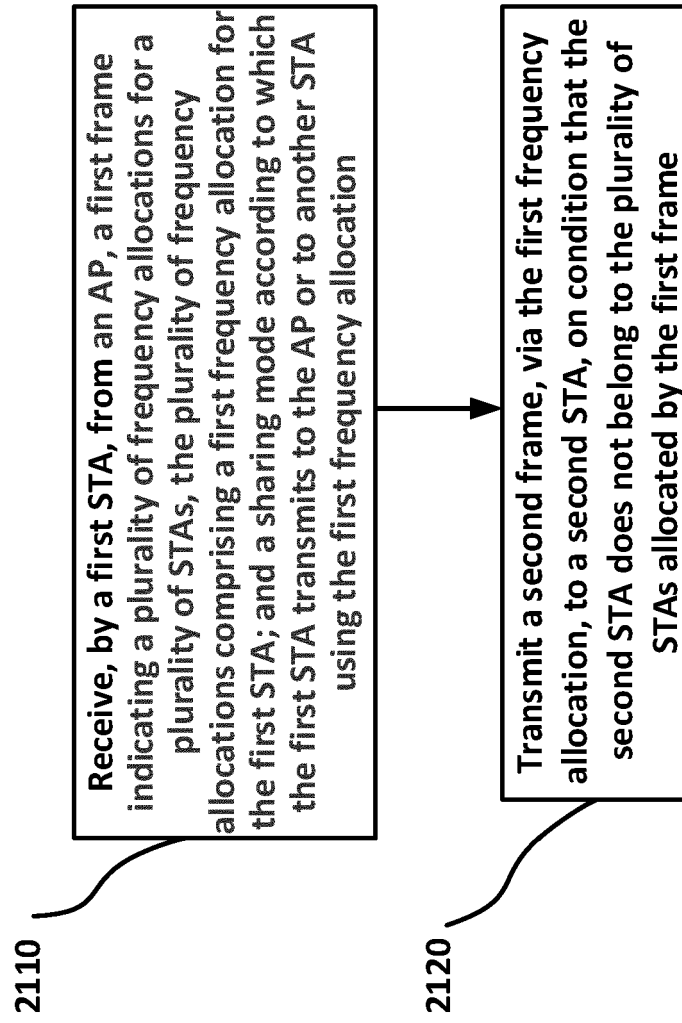 2110
Receive, by a first STA, from an AP, a first frame
indicating a plurality of frequency allocations for a
plurality of STAs, the plurality of frequency
allocations comprising a first frequency allocation for
the first STA; and a sharing mode according to which
the first STA transmits to the AP or to another STA
using the first frequency allocation
2120
Transmit a second frame, via the first frequency
allocation, to a second STA, on condition that the
second STA does not belong to the plurality of
STAs allocated by the first frame